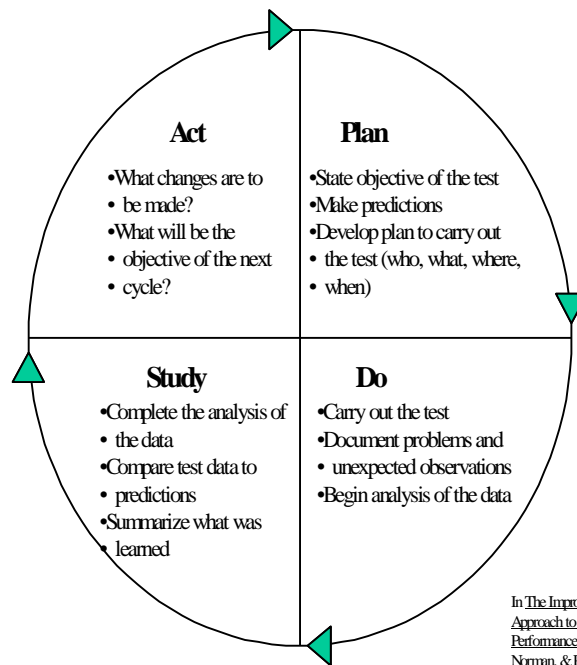 Act
•What changes are to
• be made?
•What will be the
• objective of the next
• cycle?
Plan
•State objective of the test
•Make predictions
•Develop plan to carry out
• the test (who, what, where,
• when)
Study
•Complete the analysis of
• the data
•Compare test data to
• predictions
•Summarize what was
• learned
Do
•Carry out the test
•Document problems and
• unexpected observations
•Begin analysis of the data
In The
Approach to
Performance
Norman, &